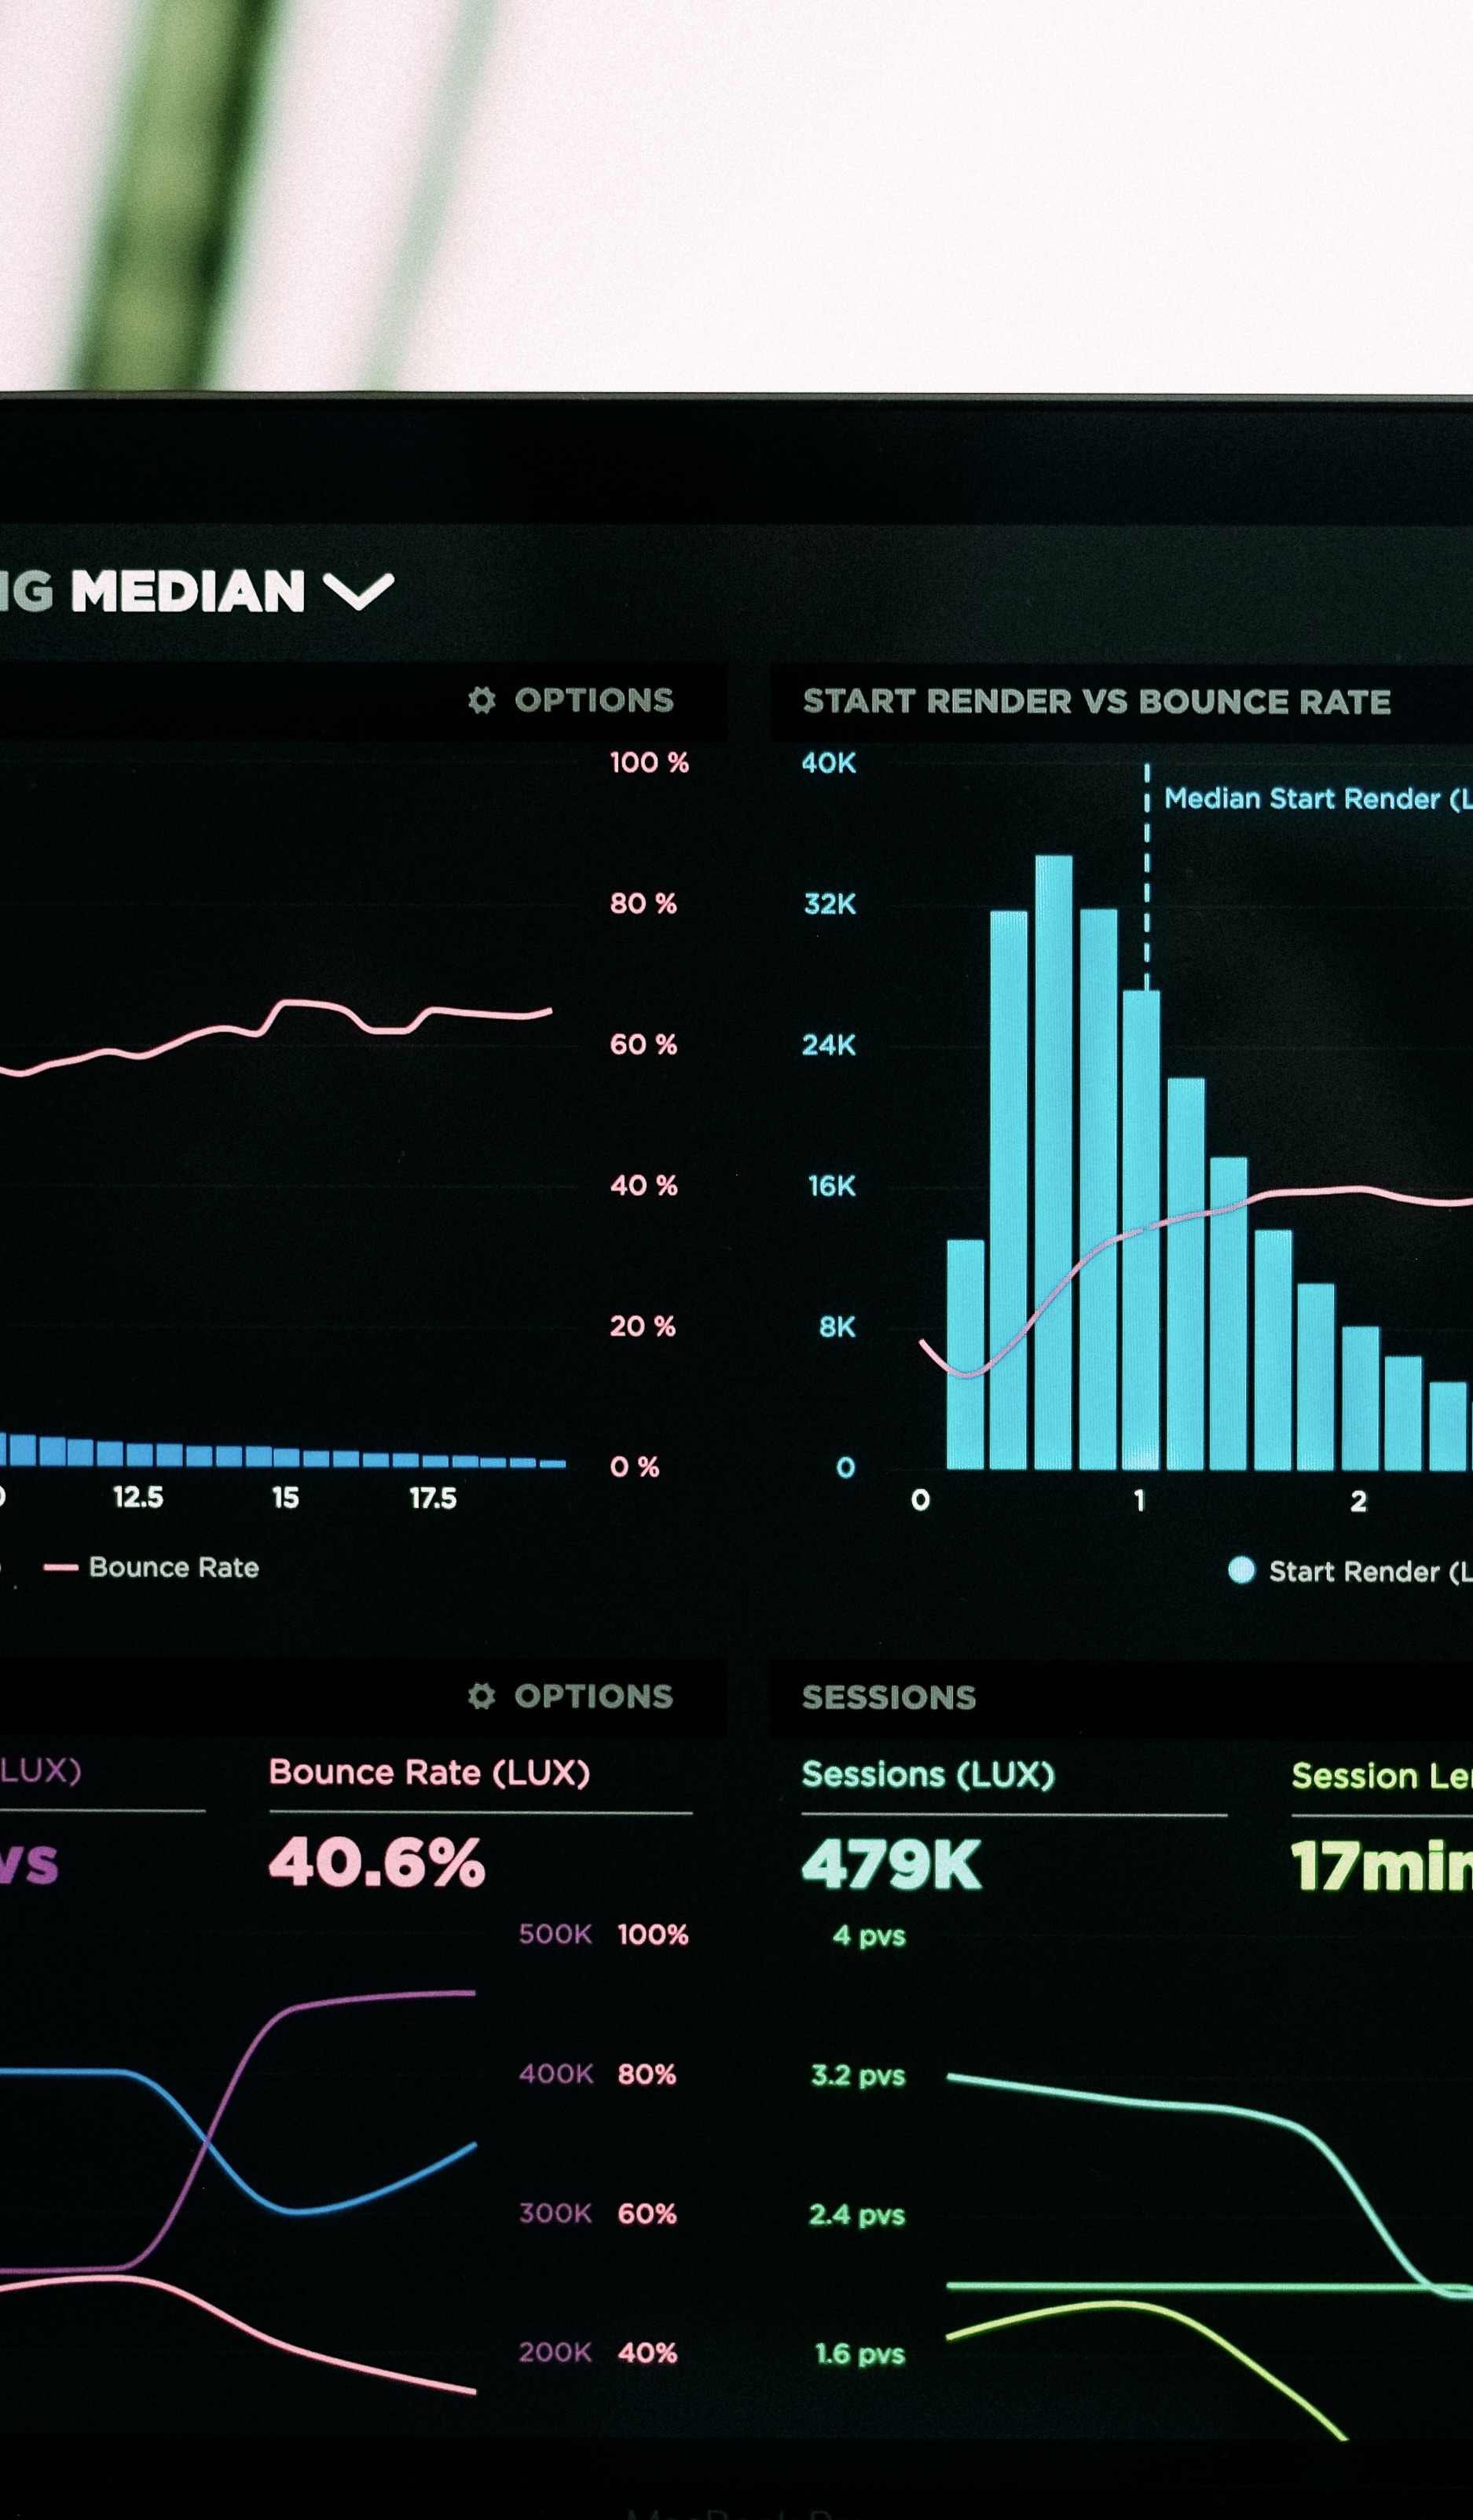 IG MEDIAN
OPTIONS
100 %
80 %
60 %
40 %
20 %
0 %
12.5 15 17.5
Bounce Rate
START RENDER VS BOUNCE RATE
40K
Median Start Render (L
32K
24K
16K
8K
0
0 1 2
Start Render (L
OPTIONS
LUX)
Bounce Rate (LUX)
vs
40.6%
500K 100%
400K 80%
300K 60%
200K 40%
SESSIONS
Sessions (LUX) Session Le
479K 17min
4 pvs
3.2 pvs
2.4 pvs
1.6 pvs
MacBook Pro